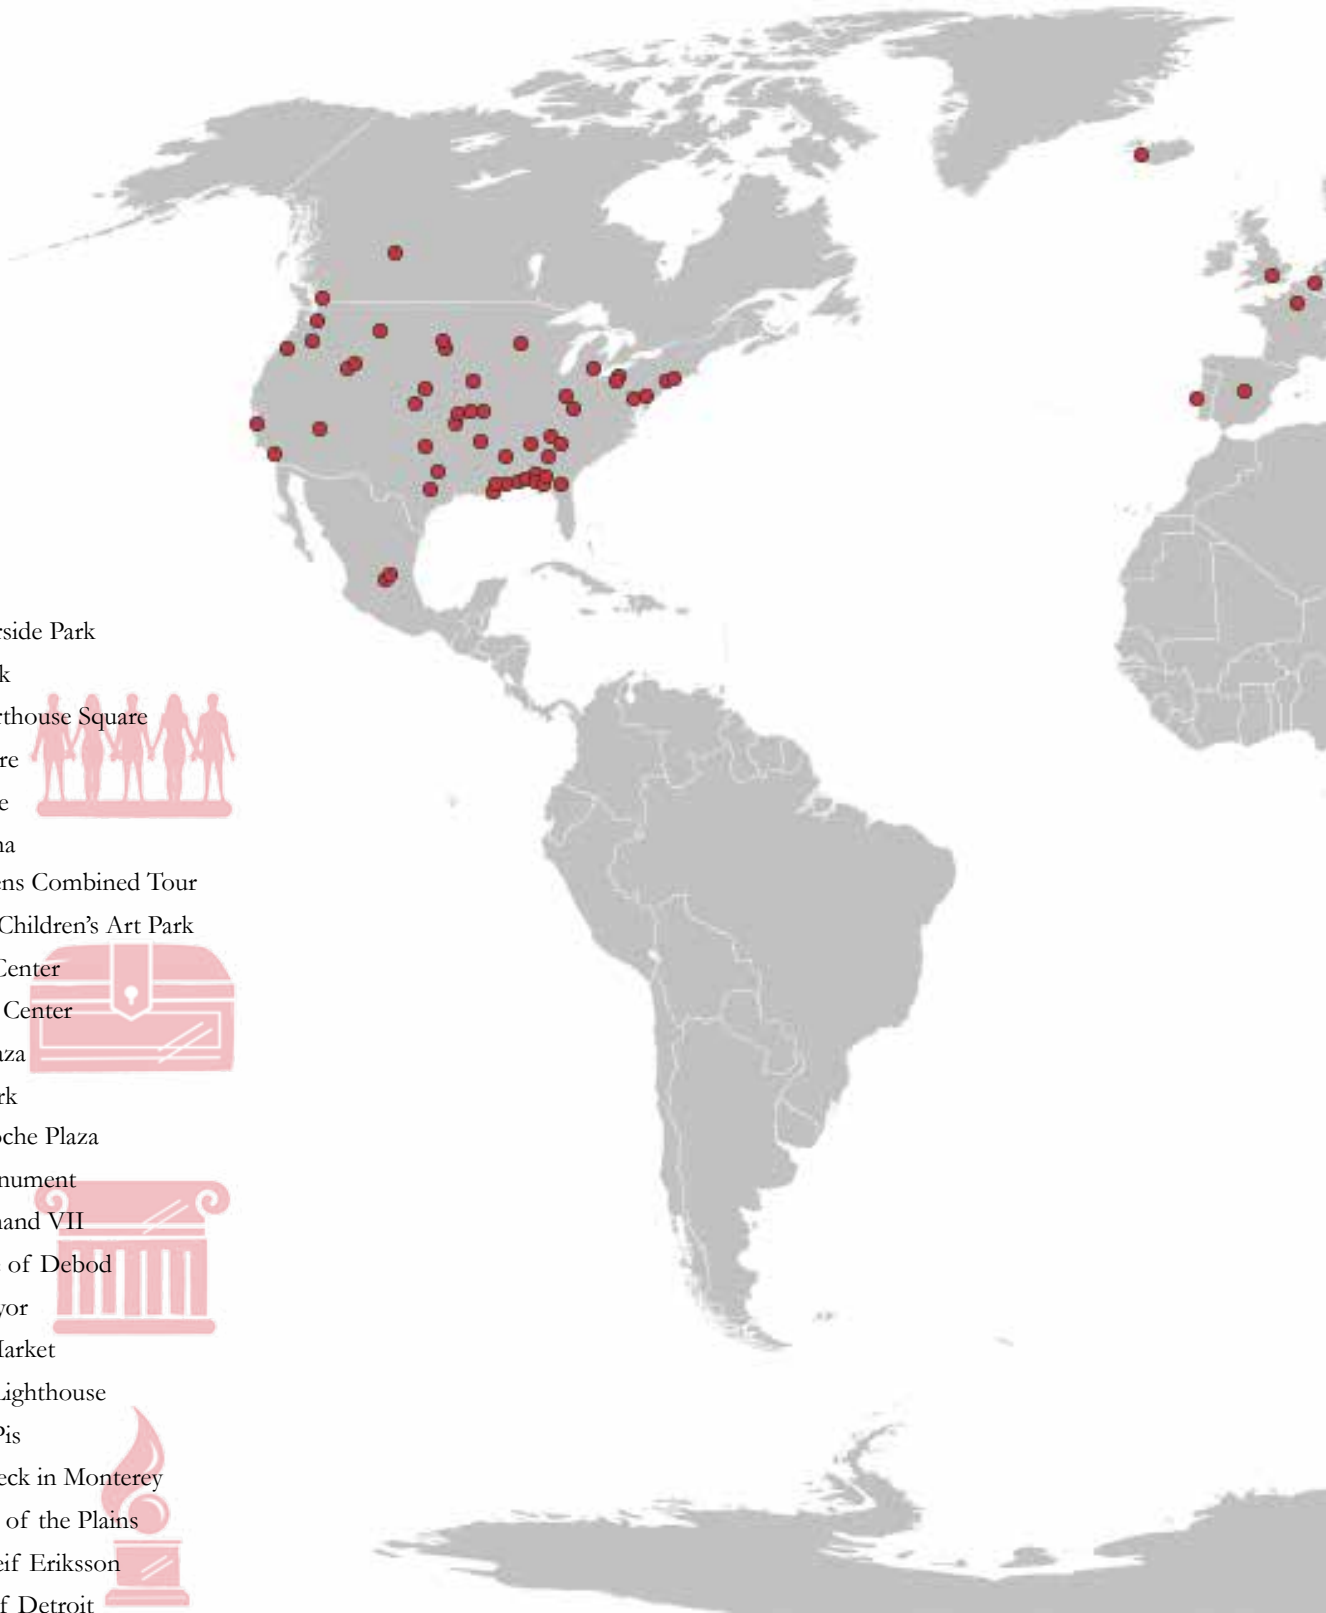 rside Park
k
rthouse Square
re
e
na
ens Combined Tour
Children's Art Park
Center
Center
aza
rk
oche Plaza
nument
nand VII
of Debod
yor
Market
Lighthouse
Pis
eck in Monterey
of the Plains
eif Eriksson
f Detroit